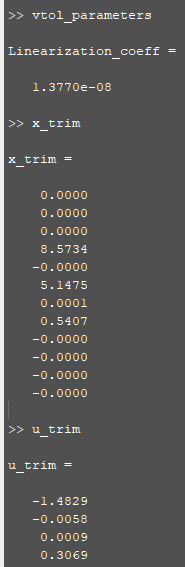 >> vtol_parameters
Linearization_coeff =
1.3770e-08
>> x_trim
x_trim =
0.0000
0.0000
0.0000
8.5734
-0.0000
5.1475
0.0001
0.5407
-0.0000
-0.0000
-0.0000
-0.0000
>> u_trim
u_trim =
-1.4829
-0.0058
0.0009
0.3069